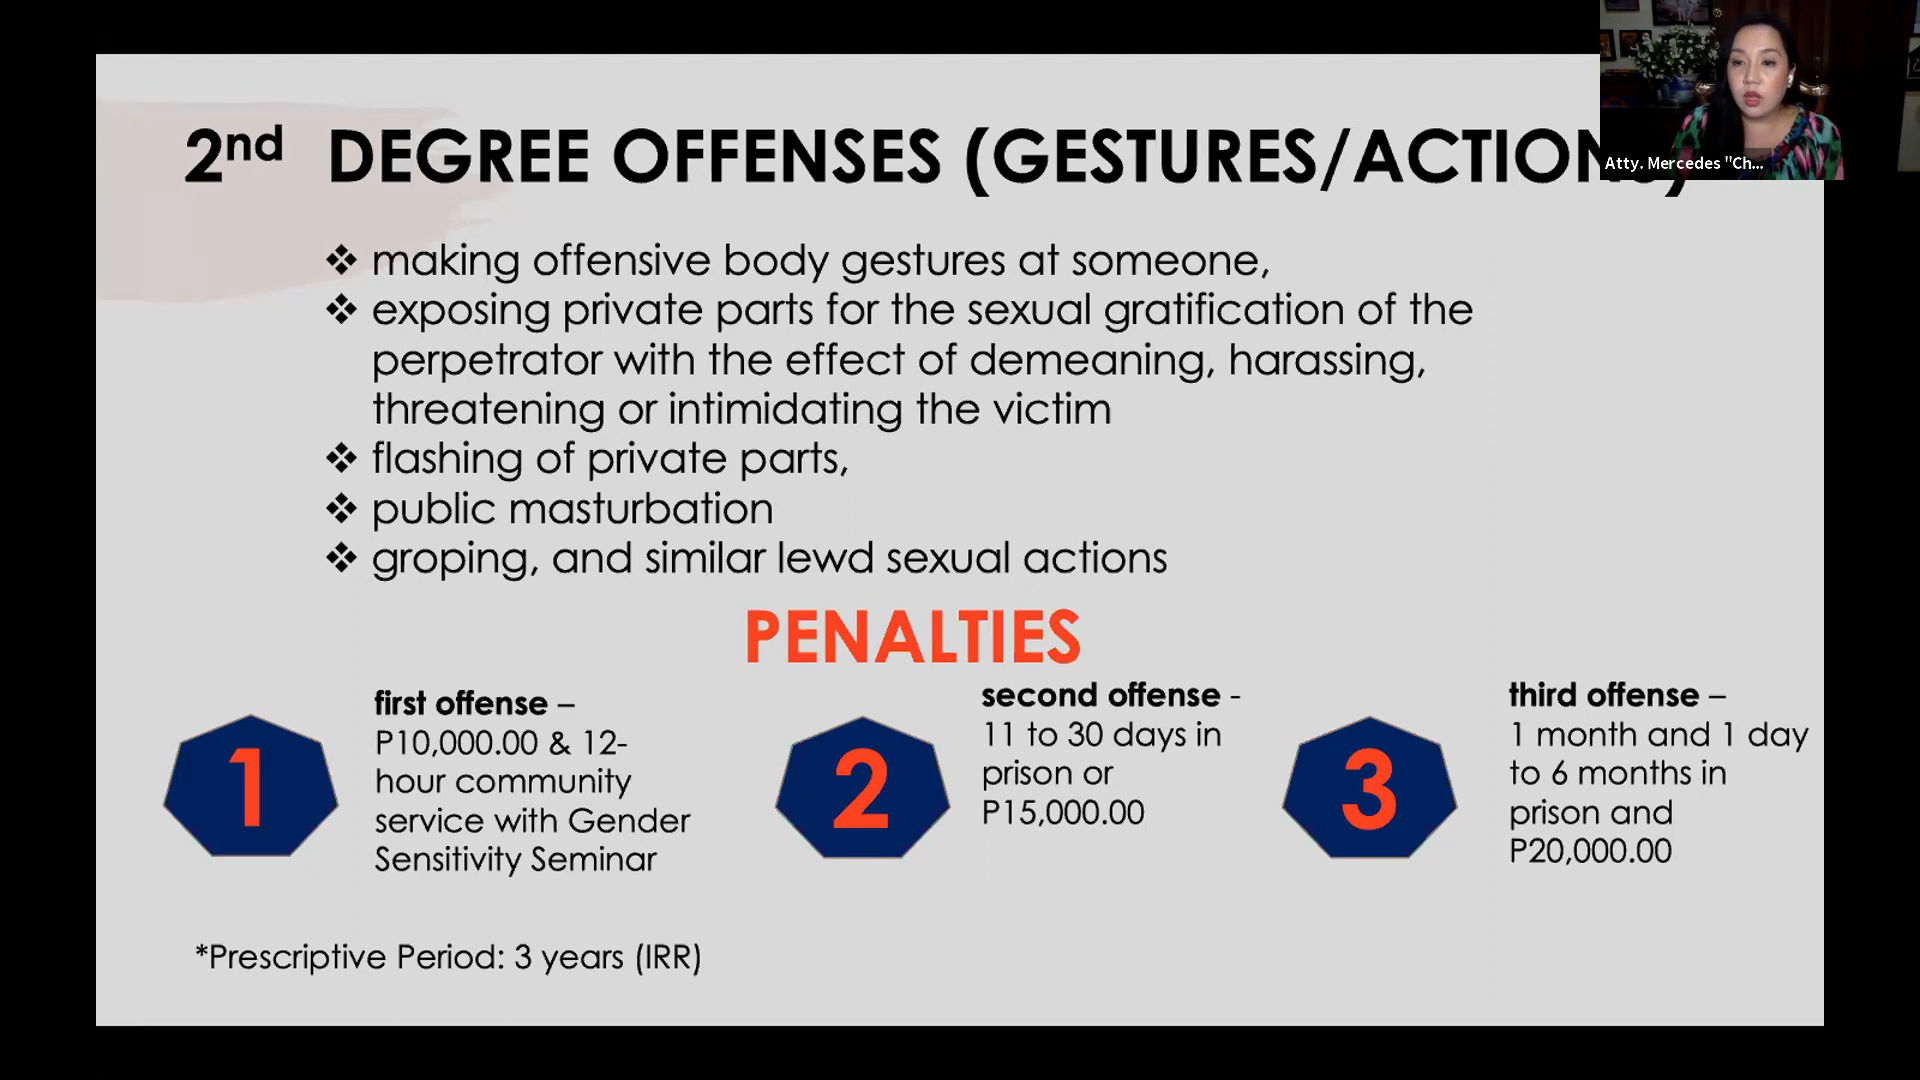 2nd DEGREE OFFENSES (GESTURES/ACTIONS)
Atty. Mercedes "Ch...
❖ making offensive body gestures at someone,
❖ exposing private parts for the sexual gratification of the
perpetrator with the effect of demeaning, harassing,
threatening or intimidating the victim
❖ flashing of private parts,
❖ public masturbation
❖ groping, and similar lewd sexual actions
PENALTIES
1
first offense –
P10,000.00 & 12-
hour community
service with Gender
Sensitivity Seminar
2
second offense -
11 to 30 days in
prison or
P15,000.00
3
third offense –
1 month and 1 day
to 6 months in
prison and
P20,000.00
*Prescriptive Period: 3 years (IRR)